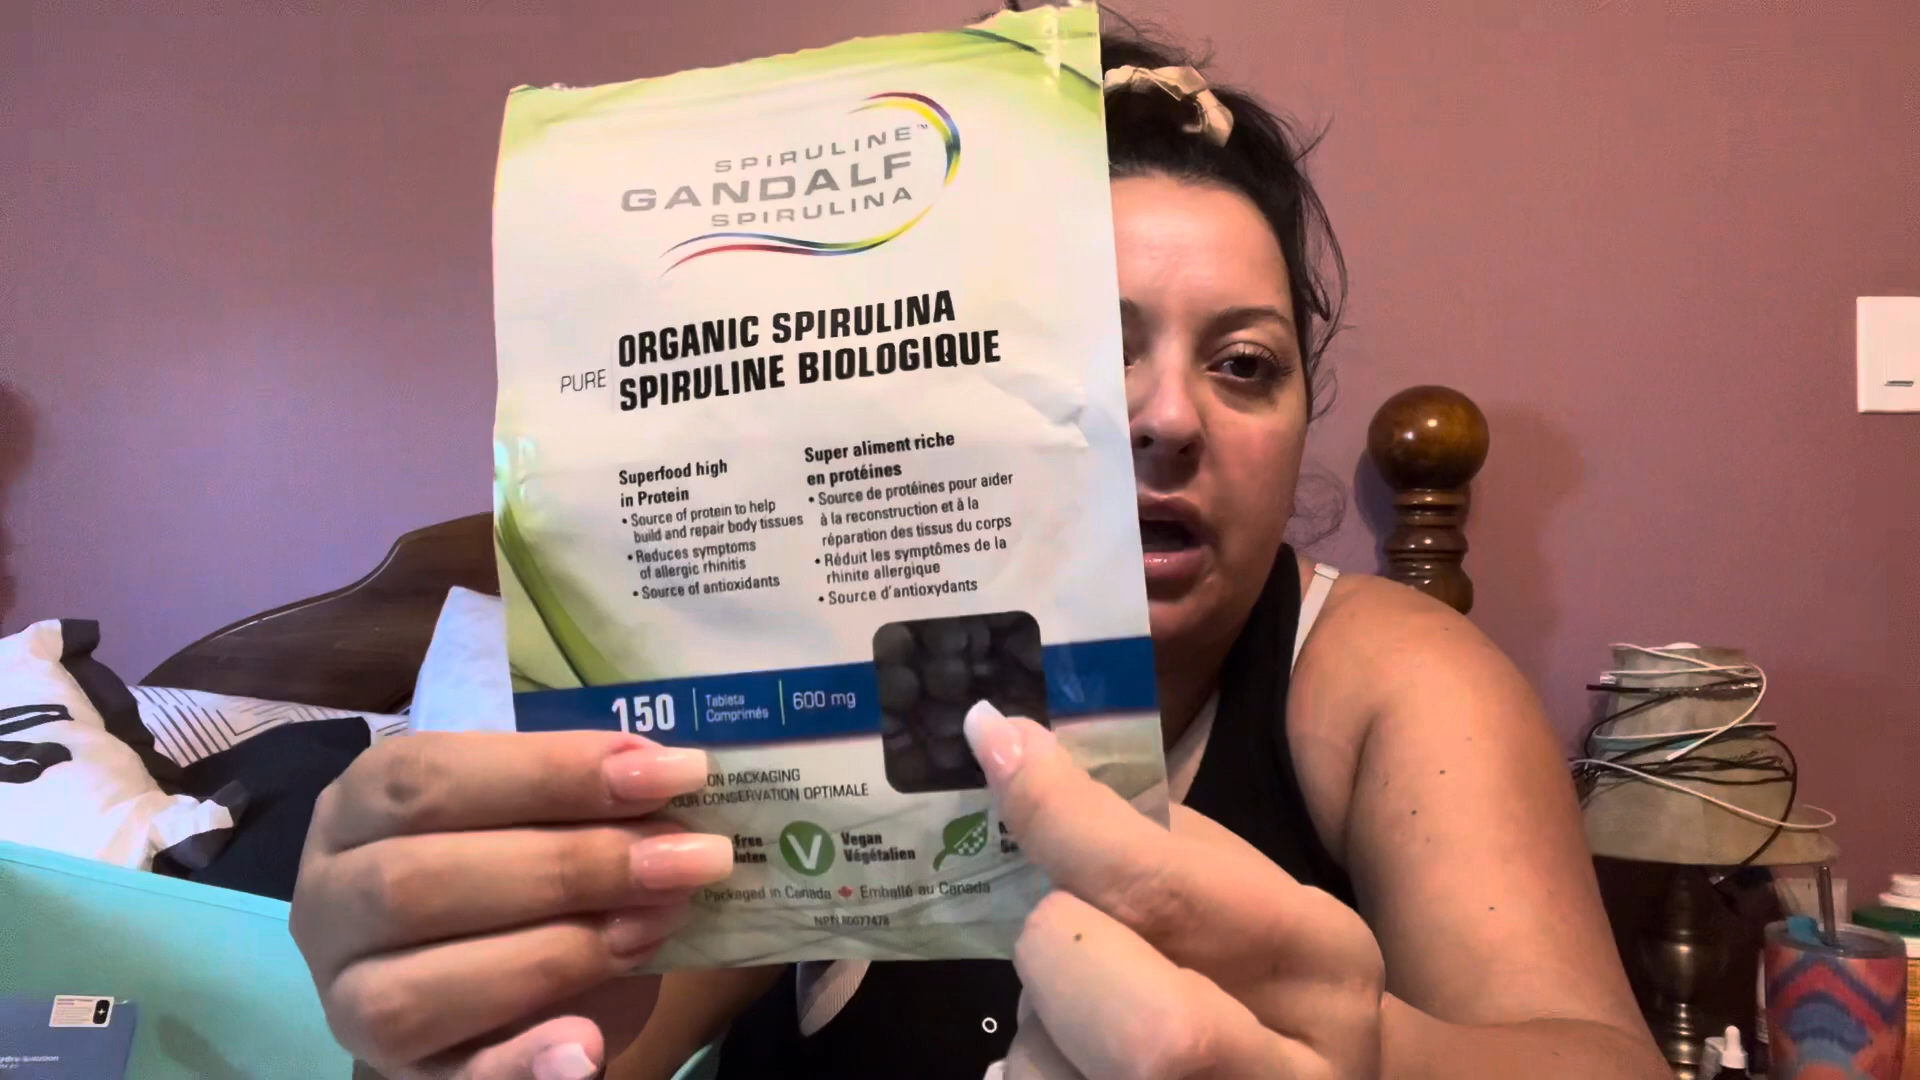 SPIRULINE™
GANDALF
SPIRULINA
PURE
ORGANIC SPIRULINA
SPIRULINE BIOLOGIQUE
Superfood high
in Protein
• Source of protein to help
build and repair body tissues
• Reduces symptoms
of allergic rhinitis
• Source of antioxidants
Super aliment riche
en protéines
• Source de protéines pour aider
à la reconstruction et à la
réparation des tissus du corps
• Réduit les symptômes de la
rhinite allergique
• Source d'antioxydants
150
Tablets
Comprimés
600 mg
PACKAGING
CONSERVATION OPTIMALE
free
Vegan
Végétalien
Packaged in Canada
Emballé au Canada
NPN 80077478